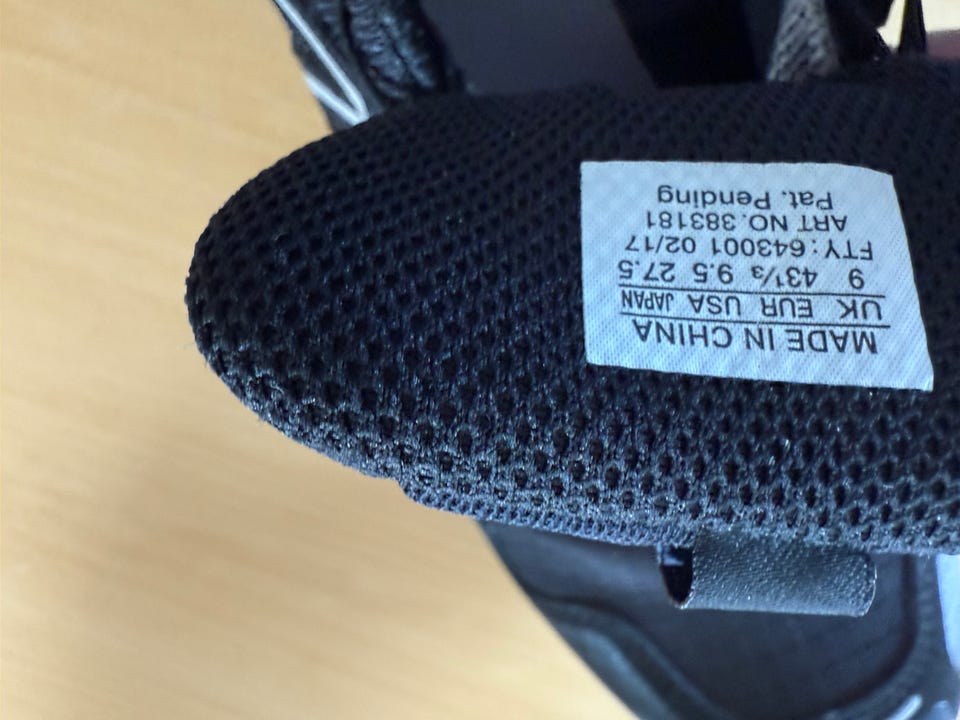 MADE IN CHINA
UK EUR USA JAPAN
9 43⅓ 9.5 27.5
FTY: 643001 02/17
ART NO. 383181
Pat. Pending